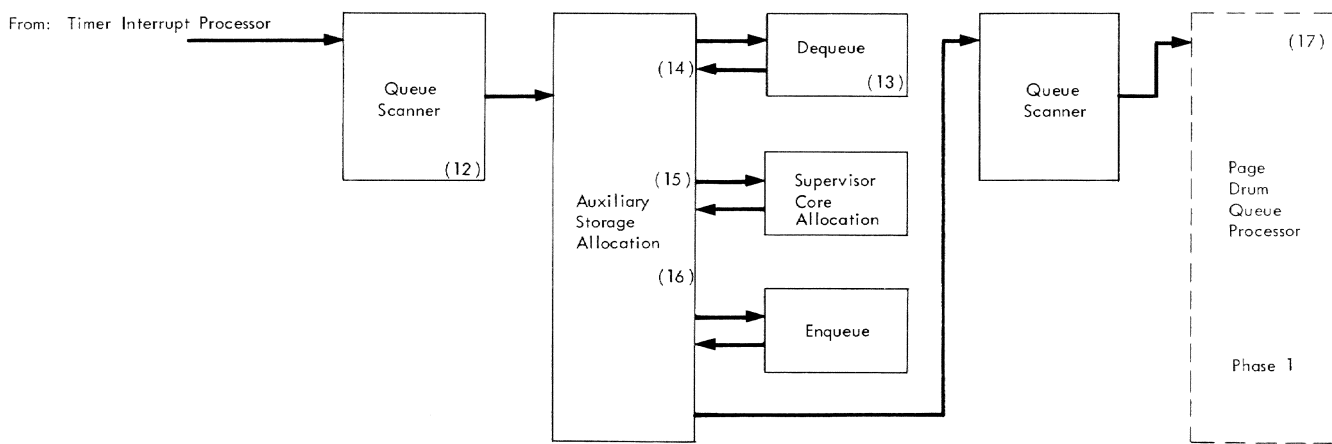 From: Timer Interrupt Processor
Queue
Scanner
(12)
Auxiliary
Storage
Allocation
(14)
(15)
(16)
Dequeue
(13)
Supervisor
Core
Allocation
Enqueue
Queue
Scanner
(17)
Page
Drum
Queue
Processor
Phase 1